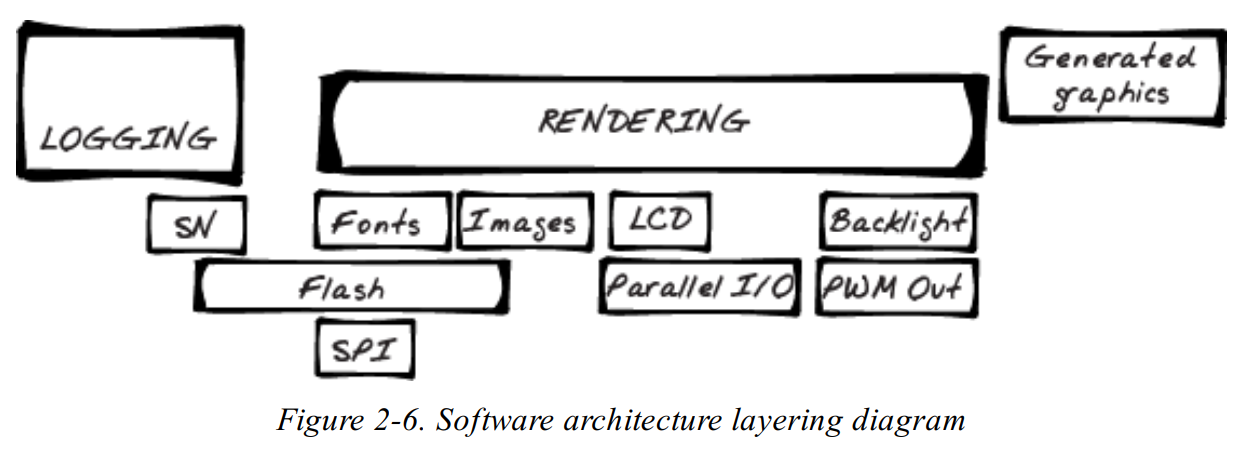 Generated
graphics
RENDERING
LOGGING
SN
Fonts
Images
LCD
Backlight
Flash
Parallel I/O
PWM Out
SPI
Figure 2-6. Software architecture layering diagram